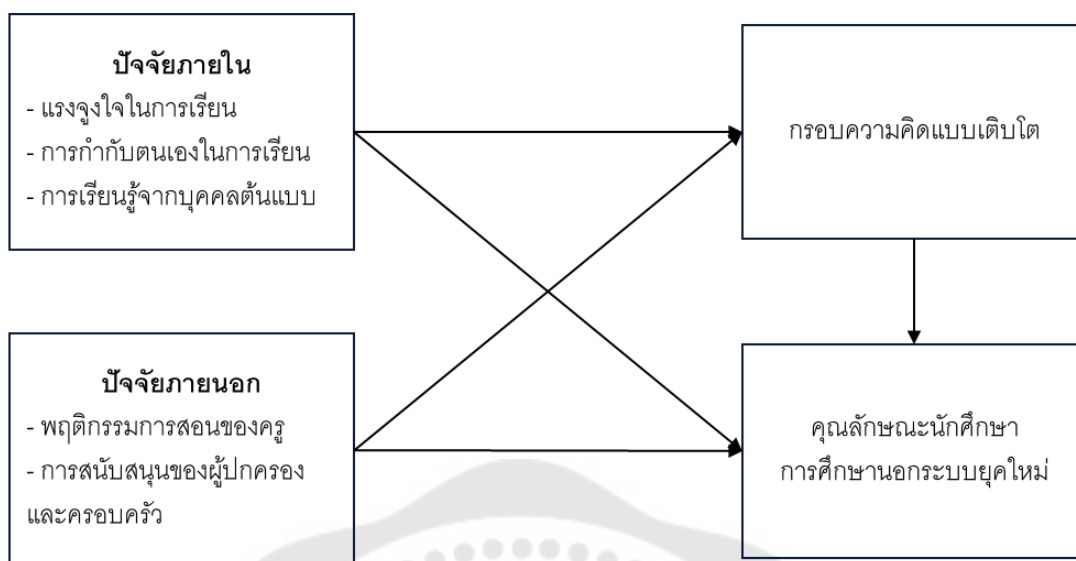 ปัจจัยภายใน
- แรงจูงใจในการเรียน
- การกำกับตนเองในการเรียน
- การเรียนรู้จากบุคคลต้นแบบ
กรอบความคิดแบบเติบโต
ปัจจัยภายนอก
- พฤติกรรมการสอนของครู
- การสนับสนุนของผู้ปกครอง
และครอบครัว
คุณลักษณะนักศึกษา
การศึกษานอกระบบยุคใหม่